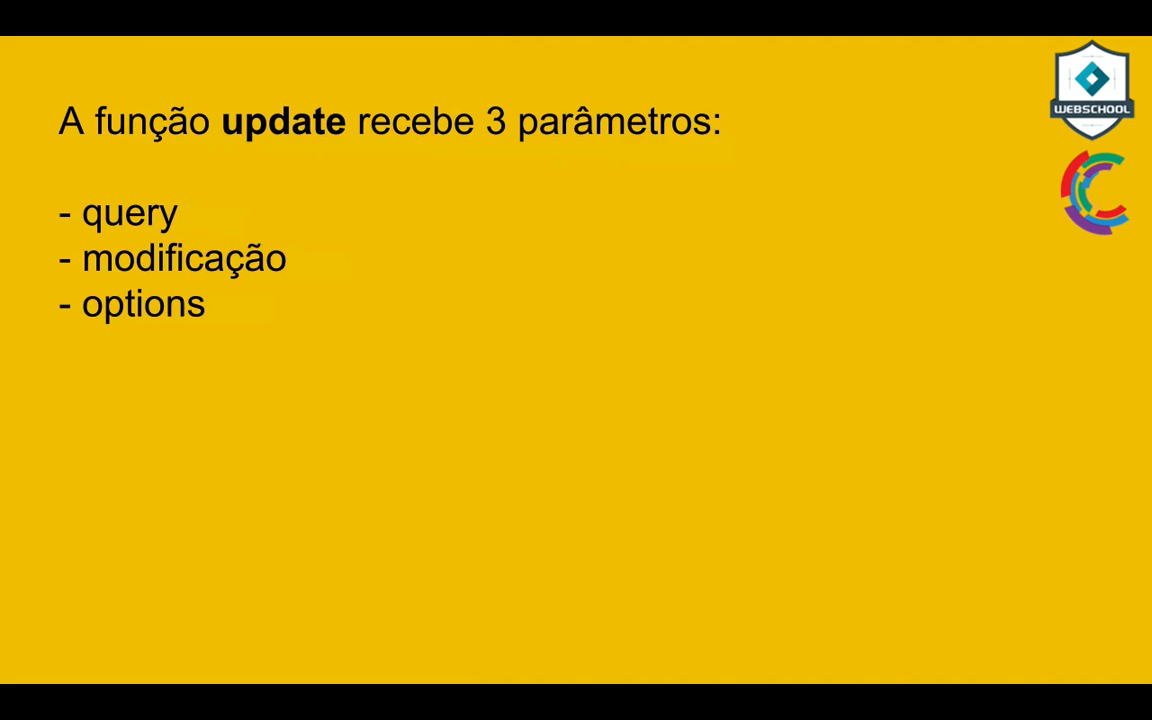 A função update recebe 3 parâmetros:
- query
- modificação
- options
WEBSCHOOL